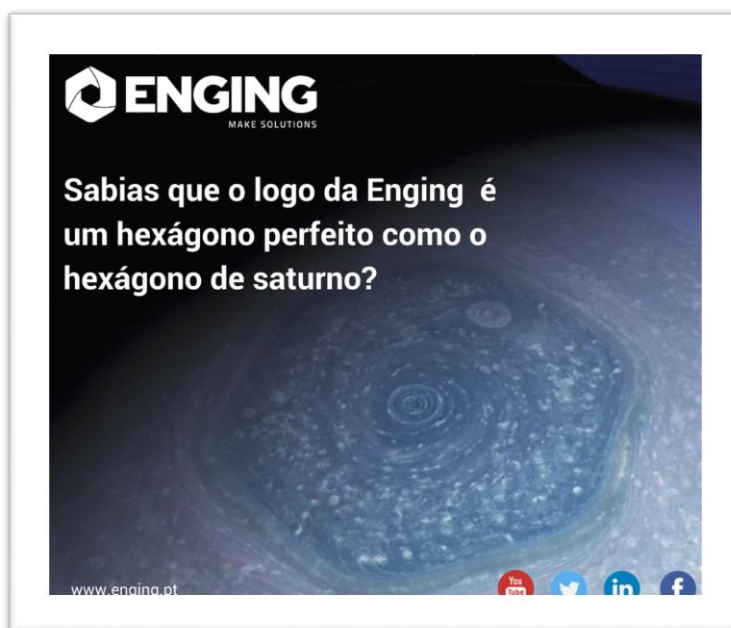 ENGING
MAKE SOLUTIONS
Sabias que o logo da Enging é
um hexágono perfeito como o
hexágono de saturno?
www.enging.pt
You
Tube
in
f